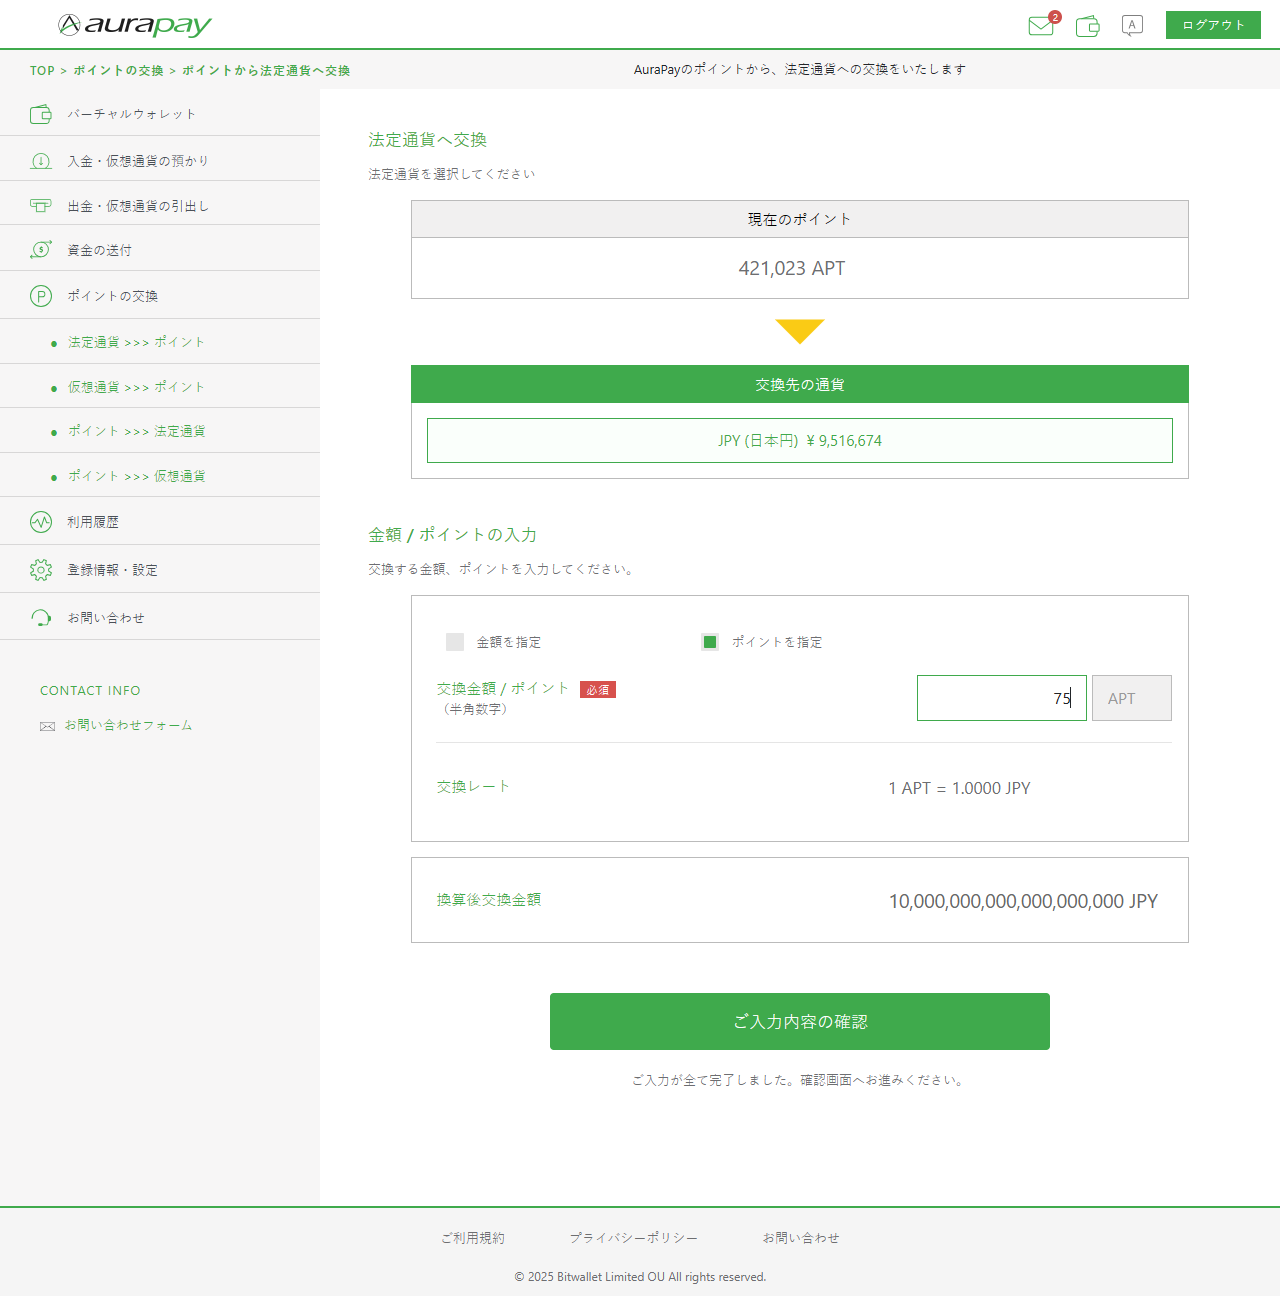 aurapay
2
A
ログアウト
TOP > ポイントの交換 > ポイントから法定通貨へ交換
AuraPayのポイントから、法定通貨への交換をいたします
バーチャルウォレット
入金・仮想通貨の預かり
出金・仮想通貨の引出し
資金の送付
ポイントの交換
法定通貨 >>> ポイント
仮想通貨 >>> ポイント
ポイント >>> 法定通貨
ポイント >>> 仮想通貨
利用履歴
登録情報・設定
お問い合わせ
CONTACT INFO
お問い合わせフォーム
法定通貨へ交換
法定通貨を選択してください
現在のポイント
421,023 APT
交換先の通貨
JPY (日本円) ¥ 9,516,674
金額 / ポイントの入力
交換する金額、ポイントを入力してください。
金額を指定 ポイントを指定
交換金額 / ポイント 必須
（半角数字）
75 APT
交換レート 1 APT = 1.0000 JPY
換算後交換金額 10,000,000,000,000,000,000 JPY
ご入力内容の確認
ご入力が全て完了しました。確認画面へお進みください。
ご利用規約 プライバシーポリシー お問い合わせ
© 2025 Bitwallet Limited OU All rights reserved.